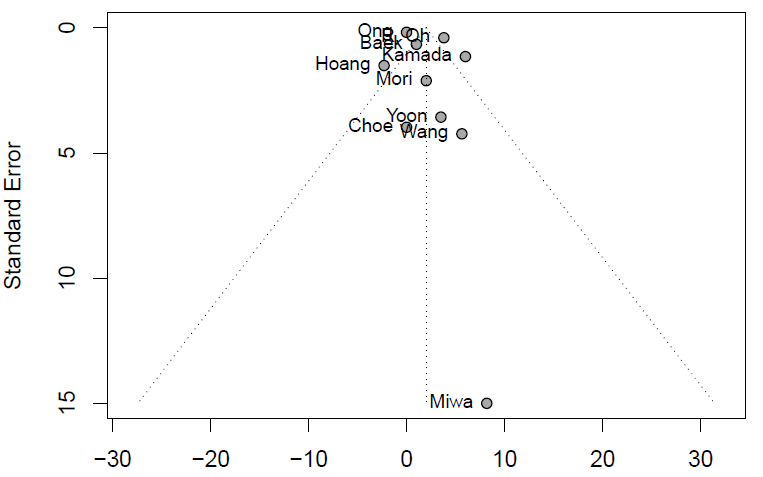 0
5
10
15
Standard Error
Ong
Oh
Baek
Kamada
Hoang
Mori
Yoon
Choe
Wang
Miwa
−30
−20
−10
0
10
20
30